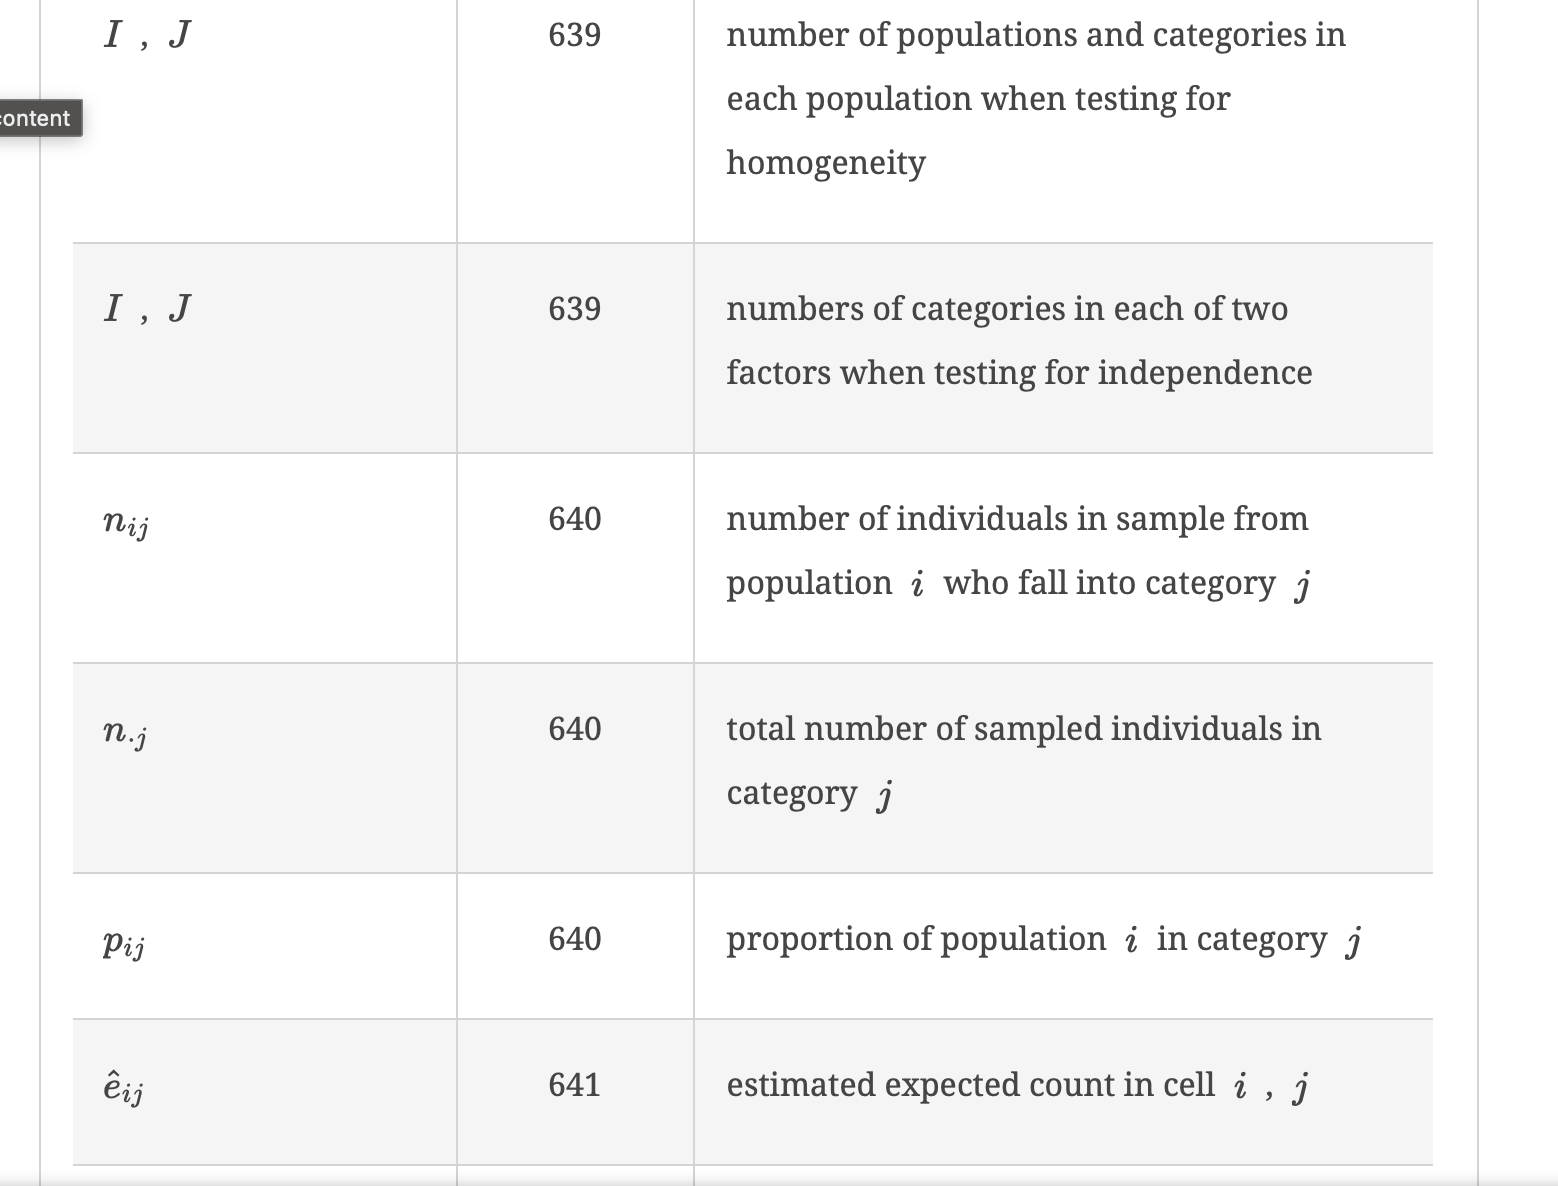 I , J 639 number of populations and categories in
each population when testing for
content
homogeneity
I , J 639 numbers of categories in each of two
factors when testing for independence
n_{ij} 640 number of individuals in sample from
population i who fall into category j
n_{·j} 640 total number of sampled individuals in
category j
p_{ij} 640 proportion of population i in category j
ê_{ij} 641 estimated expected count in cell i , j